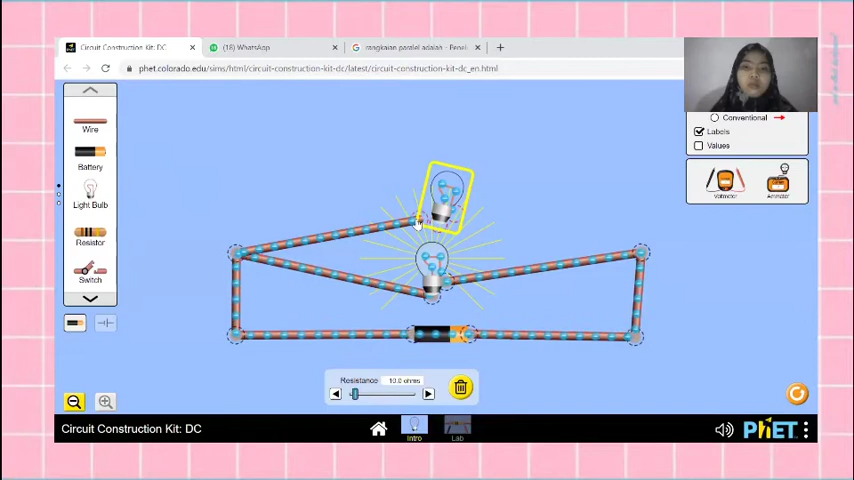 Circuit Construction Kit: DC
(18) WhatsApp
rangkaian paralel adalah - Penel
phet.colorado.edu/sims/html/circuit-construction-kit-dc/latest/circuit-construction-kit-dc_en.html
Wire
Battery
Light Bulb
Resistor
Switch
Conventional
Labels
Values
Voltmeter
Ammeter
Resistance
10.0 ohms
Circuit Construction Kit: DC
Intro
Lab
PhET